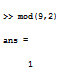 >> mod(9,2)
ans =
1